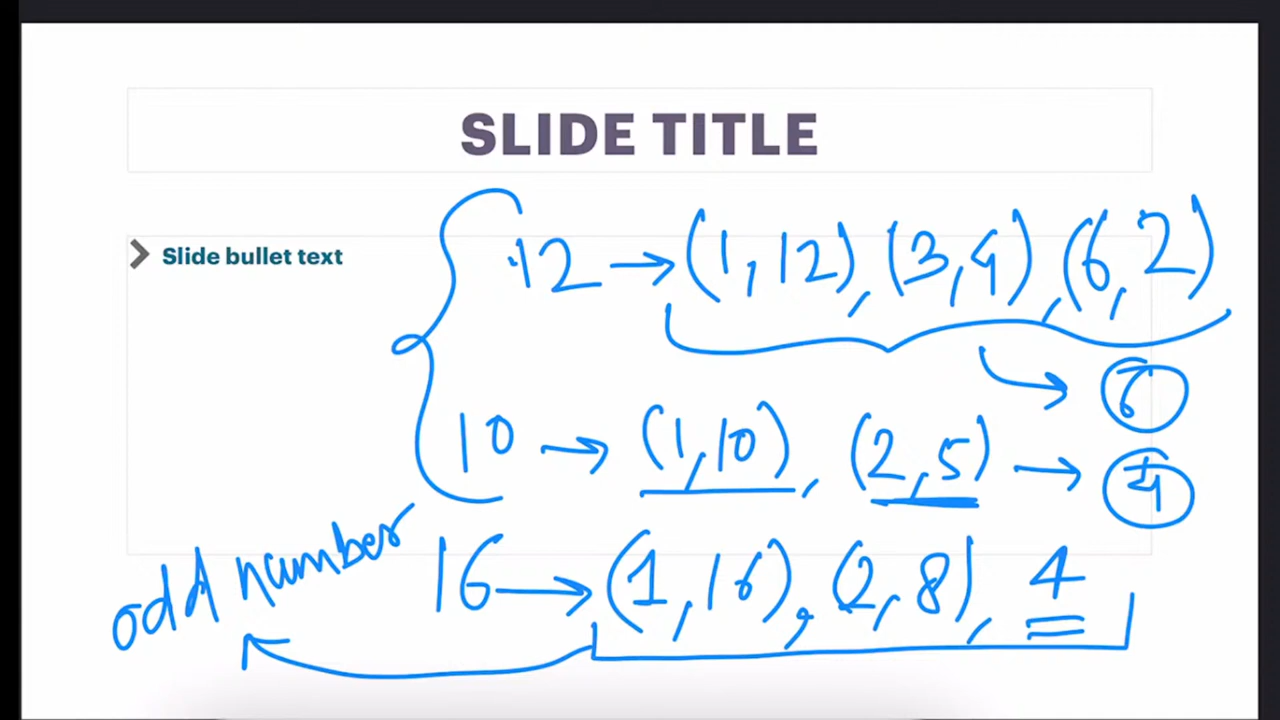 SLIDE TITLE
Slide bullet text
12 → (1,12), (3,4), (6,2)
6
10 → (1,10), (2,5) → 4
odd number
16 → (1,16), (2,8), 4